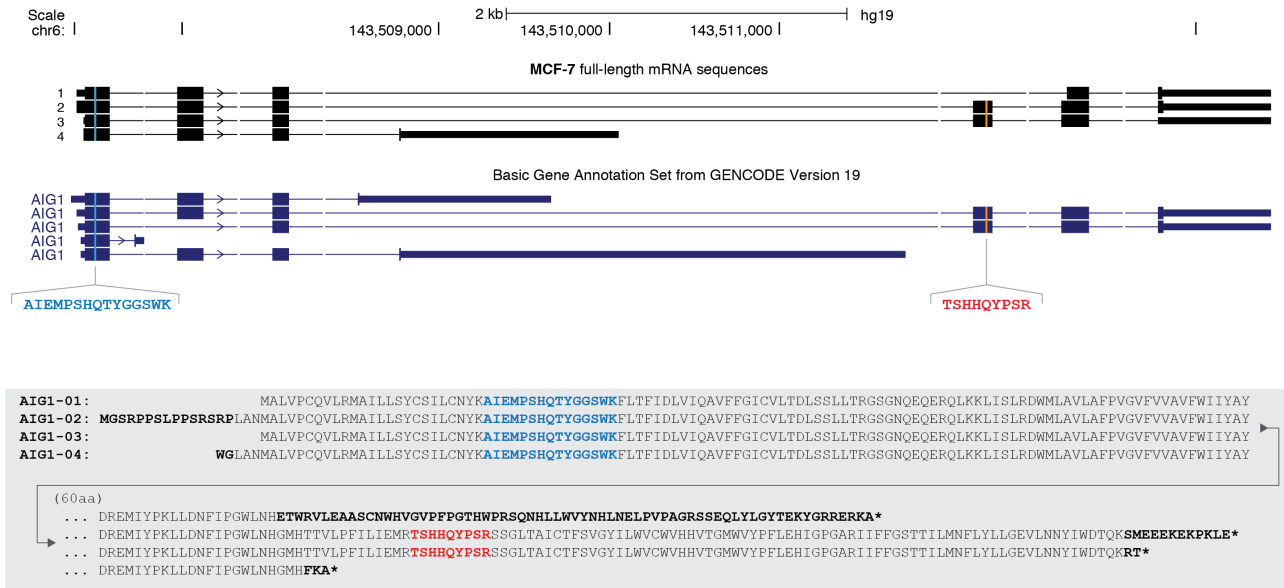 Scale 2 kb hg19
chr6: 143,509,000 143,510,000 143,511,000
MCF-7 full-length mRNA sequences
1
2
3
4
Basic Gene Annotation Set from GENCODE Version 19
AIG1
AIG1
AIG1
AIG1
AIG1
AIEMPSHQTYGGSWK TSHHQYPSR
AIG1-01: MALVPCQVLRMAILLSYCSILCNYKAIEMPSHQTYGGSWKFLTFIDLVIQAVFFGICVLTDLSSLLTRGSGNQEQERQLKKLISLRDWMLAVLAFPVGVFVVAVFWIIYAY
AIG1-02: MGSRPPSLPPSRSRPLANMALVPCQVLRMAILLSYCSILCNYKAIEMPSHQTYGGSWKFLTFIDLVIQAVFFGICVLTDLSSLLTRGSGNQEQERQLKKLISLRDWMLAVLAFPVGVFVVAVFWIIYAY
AIG1-03: MALVPCQVLRMAILLSYCSILCNYKAIEMPSHQTYGGSWKFLTFIDLVIQAVFFGICVLTDLSSLLTRGSGNQEQERQLKKLISLRDWMLAVLAFPVGVFVVAVFWIIYAY
AIG1-04: WGLANMALVPCQVLRMAILLSYCSILCNYKAIEMPSHQTYGGSWKFLTFIDLVIQAVFFGICVLTDLSSLLTRGSGNQEQERQLKKLISLRDWMLAVLAFPVGVFVVAVFWIIYAY
(60aa)
... DREMIYPKLLDNFIPGWLNHETWRVLEAASCNWHVGVPFPGTHWPRSQNHLLWVYNHLNELPVPAGRSSEQLYLGYTEKYGRRERKA*
... DREMIYPKLLDNFIPGWLNHGMHTTVLPFILIEMRTSHHQYPSRSSGLTAICTFSVGYILWVCWVHHVTGMWVYPFLEHIGPGARIIFFGSTTILMNFLYLLGEVLNNYIWDTQKSMEEEKEKPKLE*
... DREMIYPKLLDNFIPGWLNHGMHTTVLPFILIEMRTSHHQYPSRSSGLTAICTFSVGYILWVCWVHHVTGMWVYPFLEHIGPGARIIFFGSTTILMNFLYLLGEVLNNYIWDTQKRT*
... DREMIYPKLLDNFIPGWLNHGMHFKA*